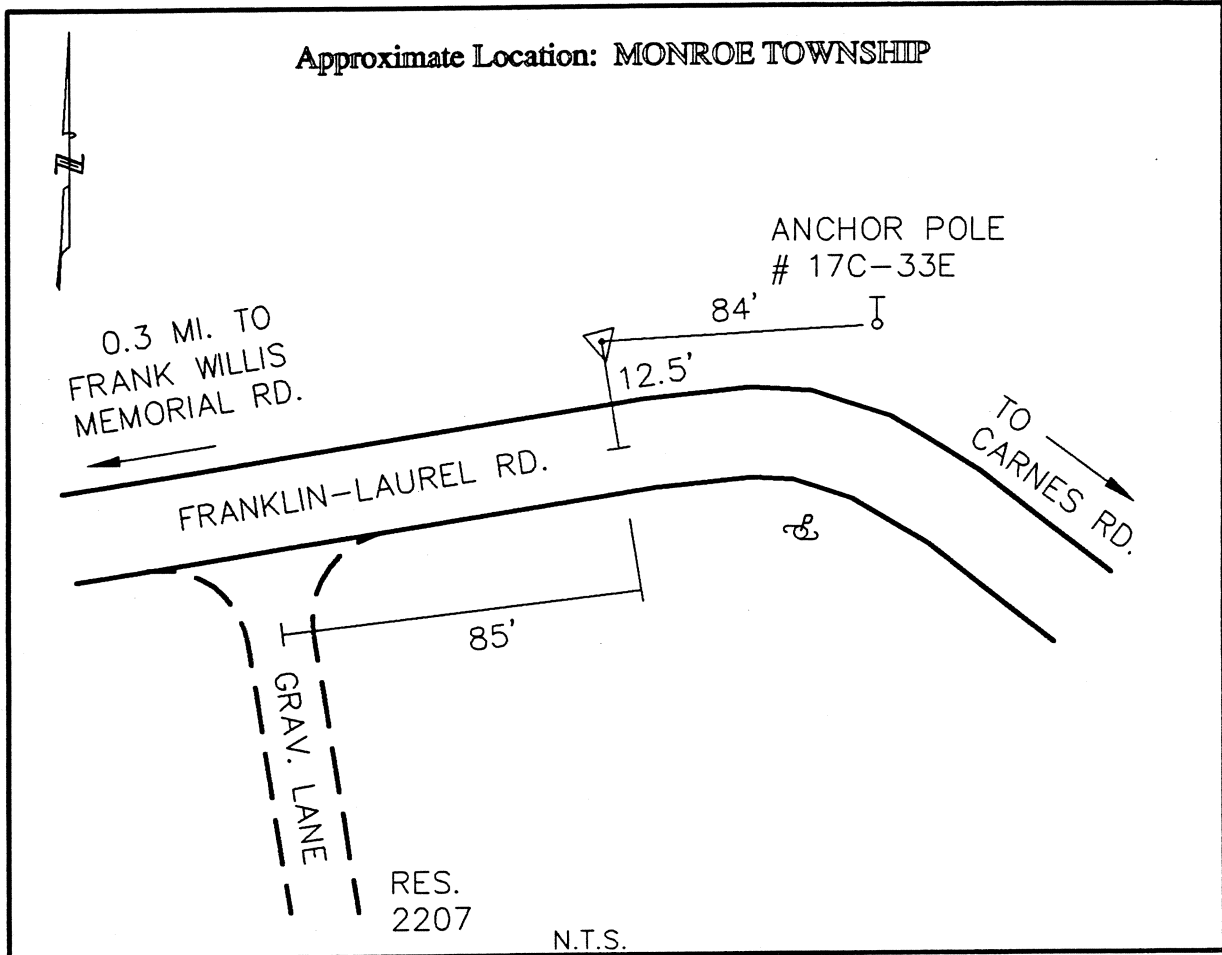 Approximate Location: MONROE TOWNSHIP
N
ANCHOR POLE
# 17C-33E
84'
0.3 MI. TO
FRANK WILLIS
MEMORIAL RD.
12.5'
TO
CARNES RD.
FRANKLIN-LAUREL RD.
85'
GRAV. LANE
RES.
2207
N.T.S.